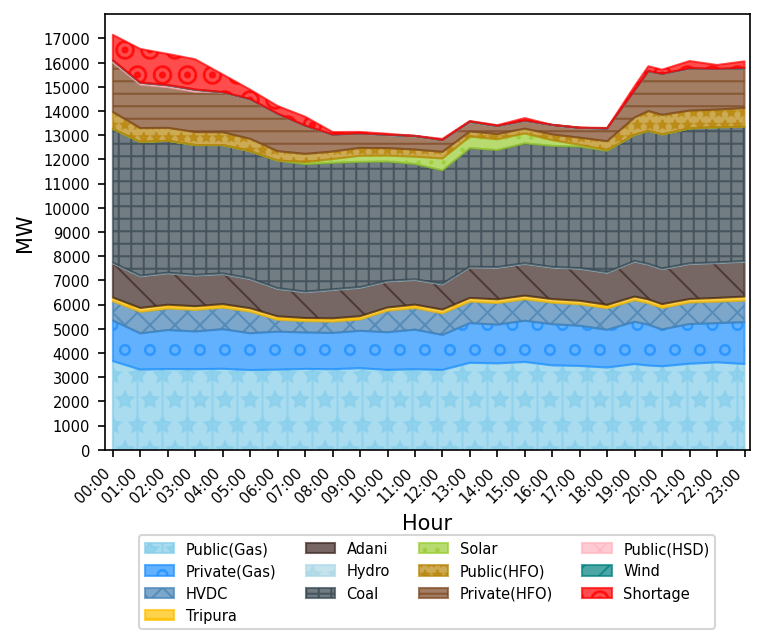 17000
16000
15000
14000
13000
12000
11000
10000
9000
8000
7000
6000
5000
4000
3000
2000
1000
0
MW
00:00 01:00 02:00 03:00 04:00 05:00 06:00 07:00 08:00 09:00 10:00 11:00 12:00 13:00 14:00 15:00 16:00 17:00 18:00 19:00 20:00 21:00 22:00 23:00
Hour
Public(Gas) Adani Solar Public(HSD)
Private(Gas) Hydro Public(HFO) Wind
HVDC Coal Private(HFO) Shortage
Tripura